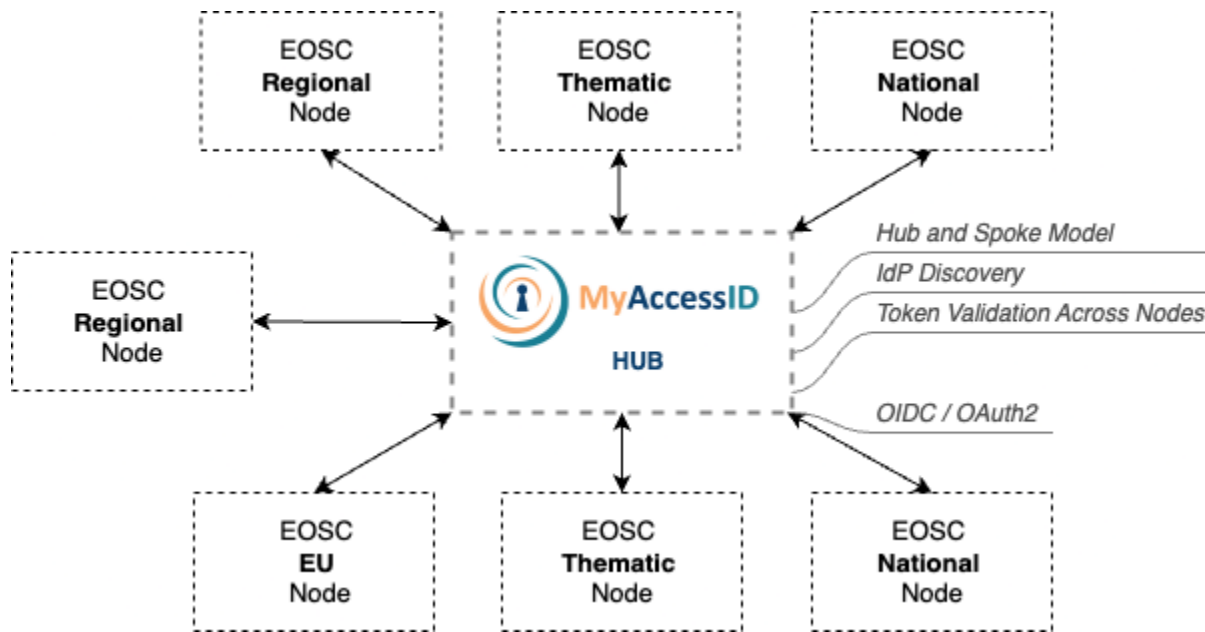 EOSC
Regional
Node
EOSC
Thematic
Node
EOSC
National
Node
EOSC
Regional
Node
MyAccessID
HUB
Hub and Spoke Model
IdP Discovery
Token Validation Across Nodes
OIDC / OAuth2
EOSC
EU
Node
EOSC
Thematic
Node
EOSC
National
Node